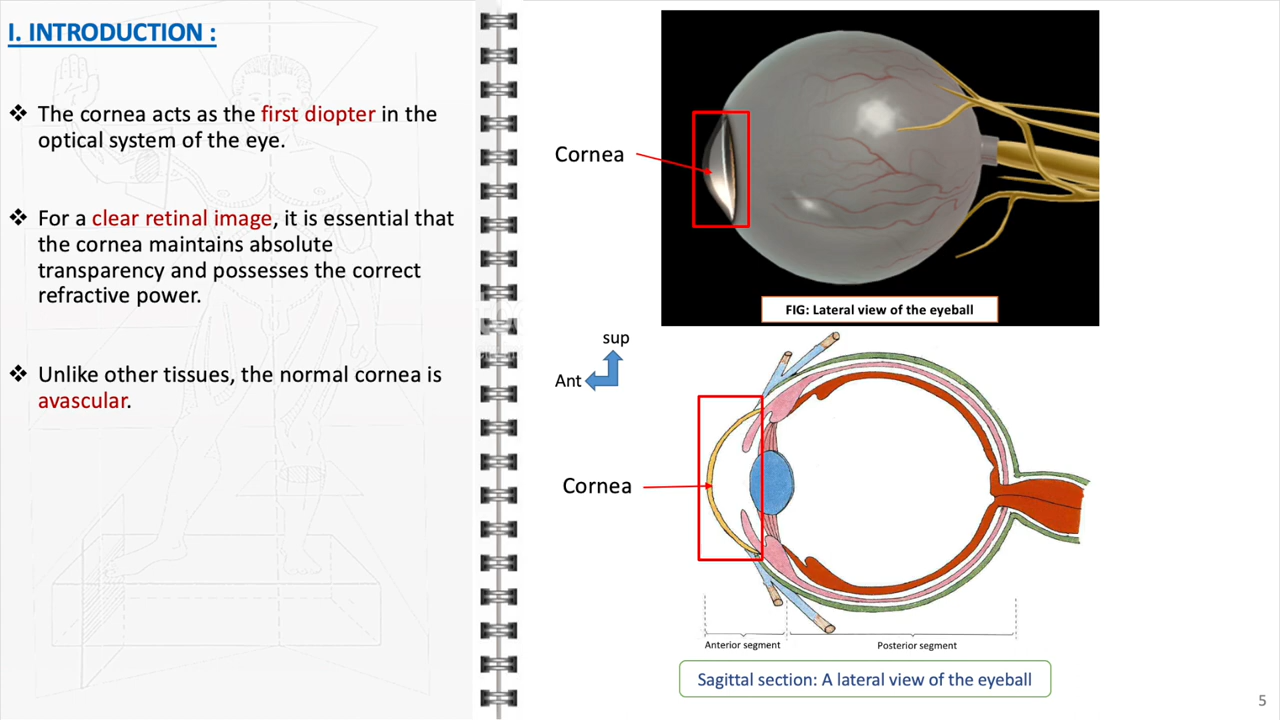 I. INTRODUCTION :
❖ The cornea acts as the first diopter in the
optical system of the eye.
❖ For a clear retinal image, it is essential that
the cornea maintains absolute
transparency and possesses the correct
refractive power.
❖ Unlike other tissues, the normal cornea is
avascular.
Cornea
FIG: Lateral view of the eyeball
sup
Ant
Cornea
Anterior segment
Posterior segment
Sagittal section: A lateral view of the eyeball
5